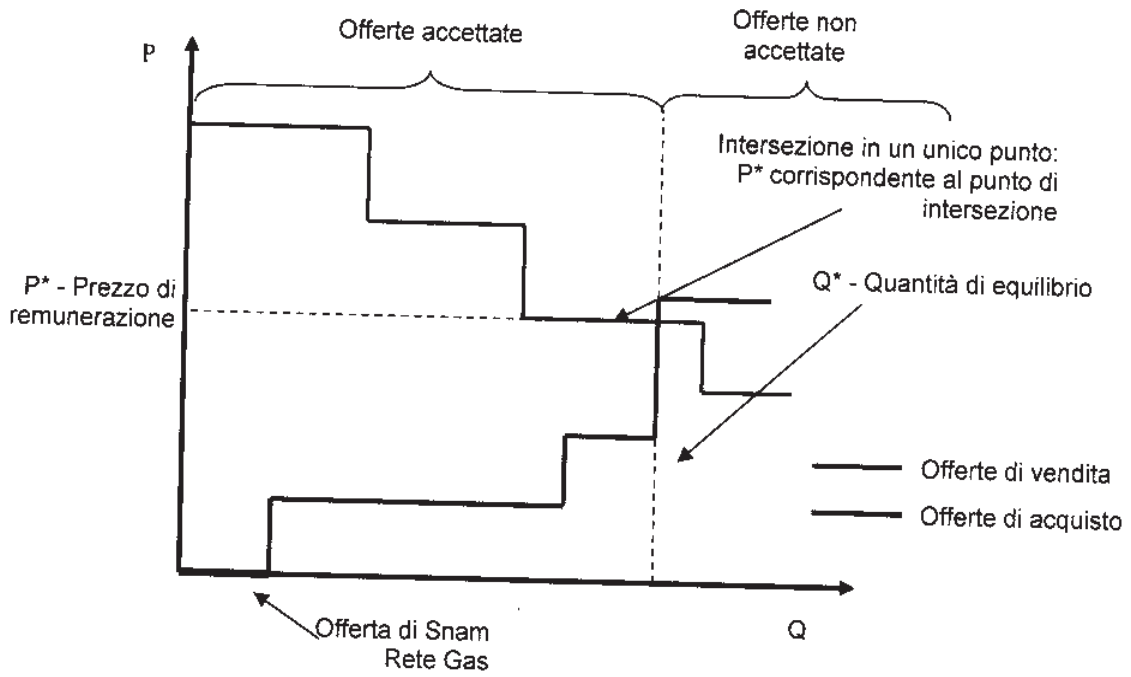 Offerte accettate
Offerte non
accettate
P
Intersezione in un unico punto:
P* corrispondente al punto di
intersezione
P* - Prezzo di
remunerazione
Q* - Quantità di equilibrio
Offerte di vendita
Offerte di acquisto
Offerta di Snam
Rete Gas
Q